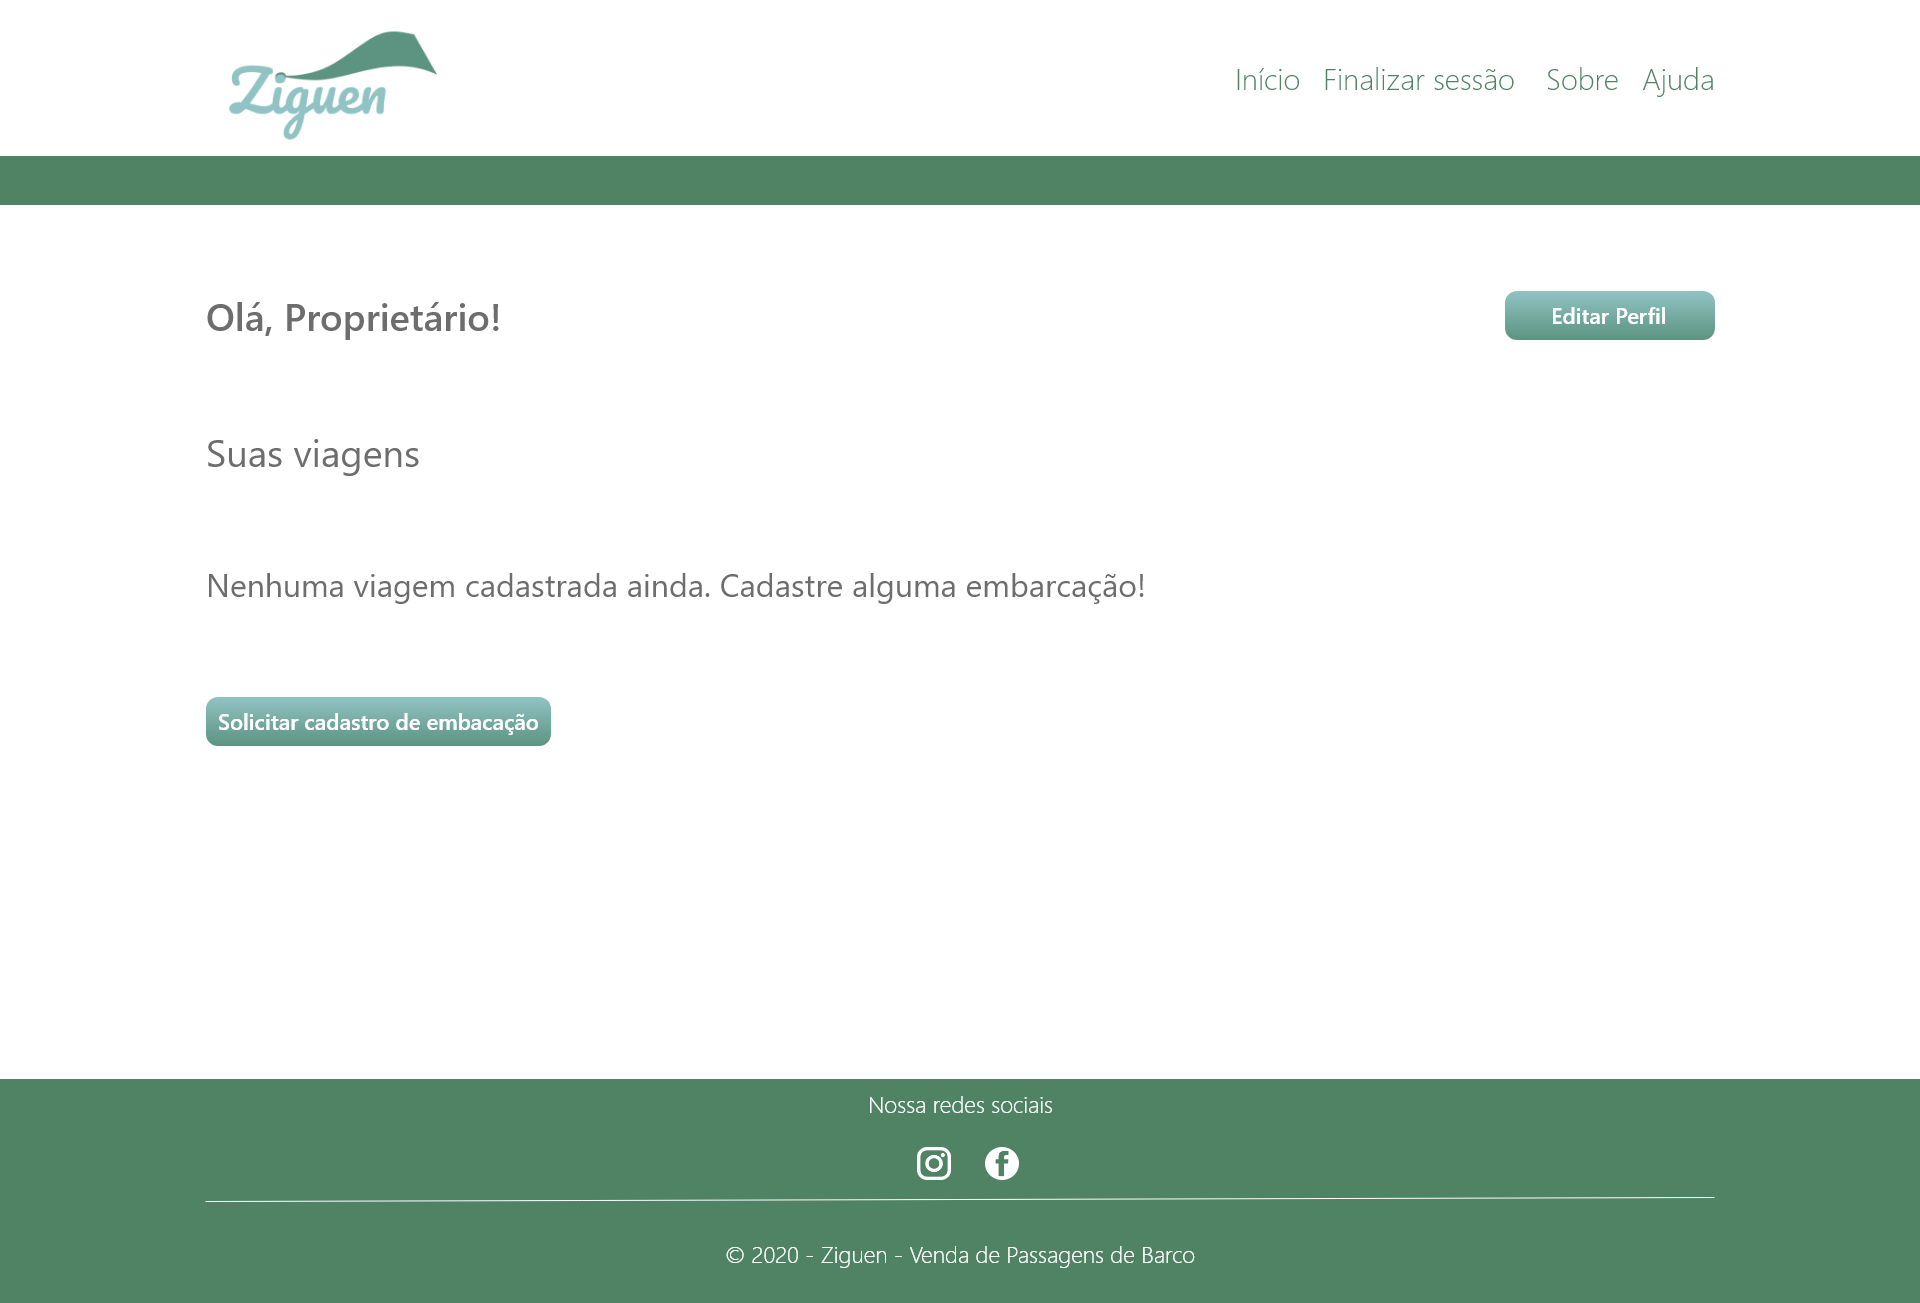 Ziguen
Início Finalizar sessão Sobre Ajuda
Olá, Proprietário!
Editar Perfil
Suas viagens
Nenhuma viagem cadastrada ainda. Cadastre alguma embarcação!
Solicitar cadastro de embacação
Nossa redes sociais
© 2020 - Ziguen - Venda de Passagens de Barco